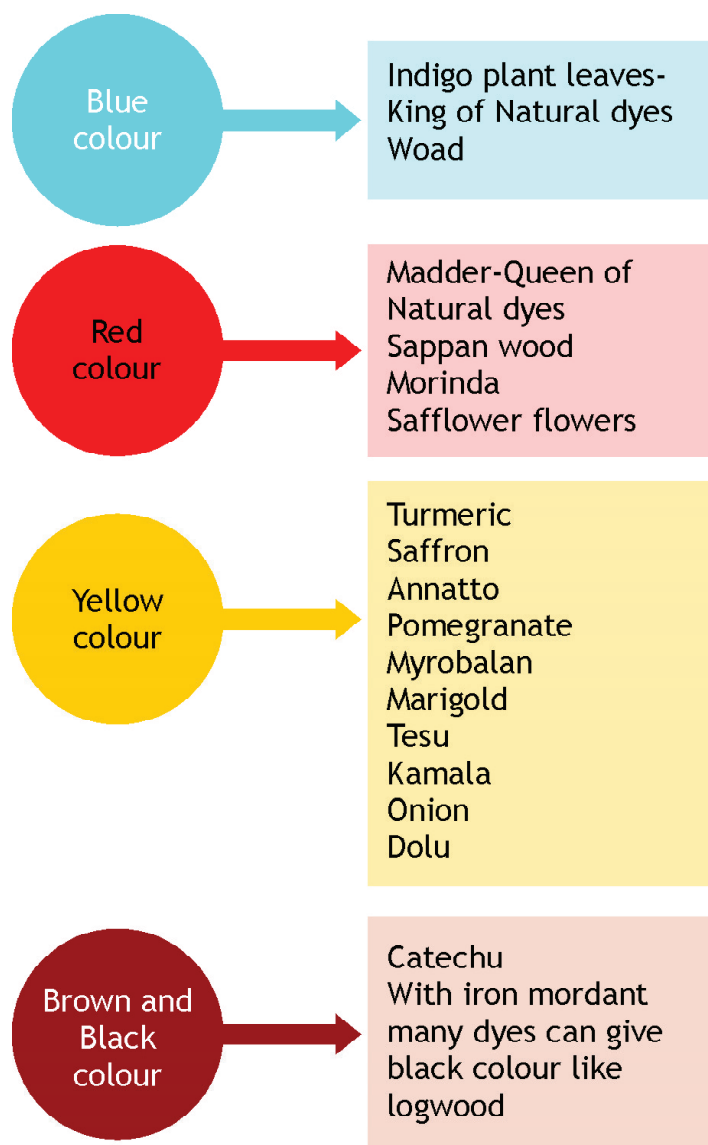 Blue
colour
Indigo plant leaves-
King of Natural dyes
Woad
Red
colour
Madder-Queen of
Natural dyes
Sappan wood
Morinda
Safflower flowers
Yellow
colour
Turmeric
Saffron
Annatto
Pomegranate
Myrobalan
Marigold
Tesu
Kamala
Onion
Dolu
Brown and
Black
colour
Catechu
With iron mordant
many dyes can give
black colour like
logwood